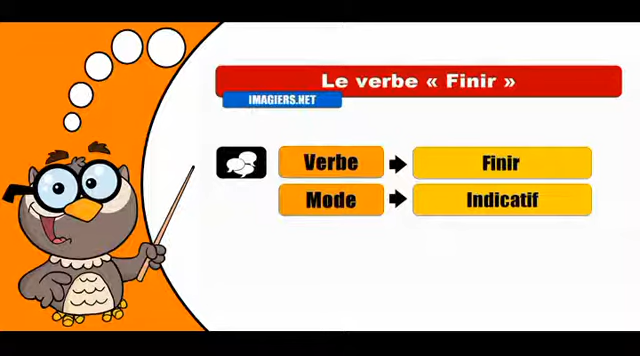 Le verbe « Finir »
IMAGIERS.NET
Verbe Finir
Mode Indicatif